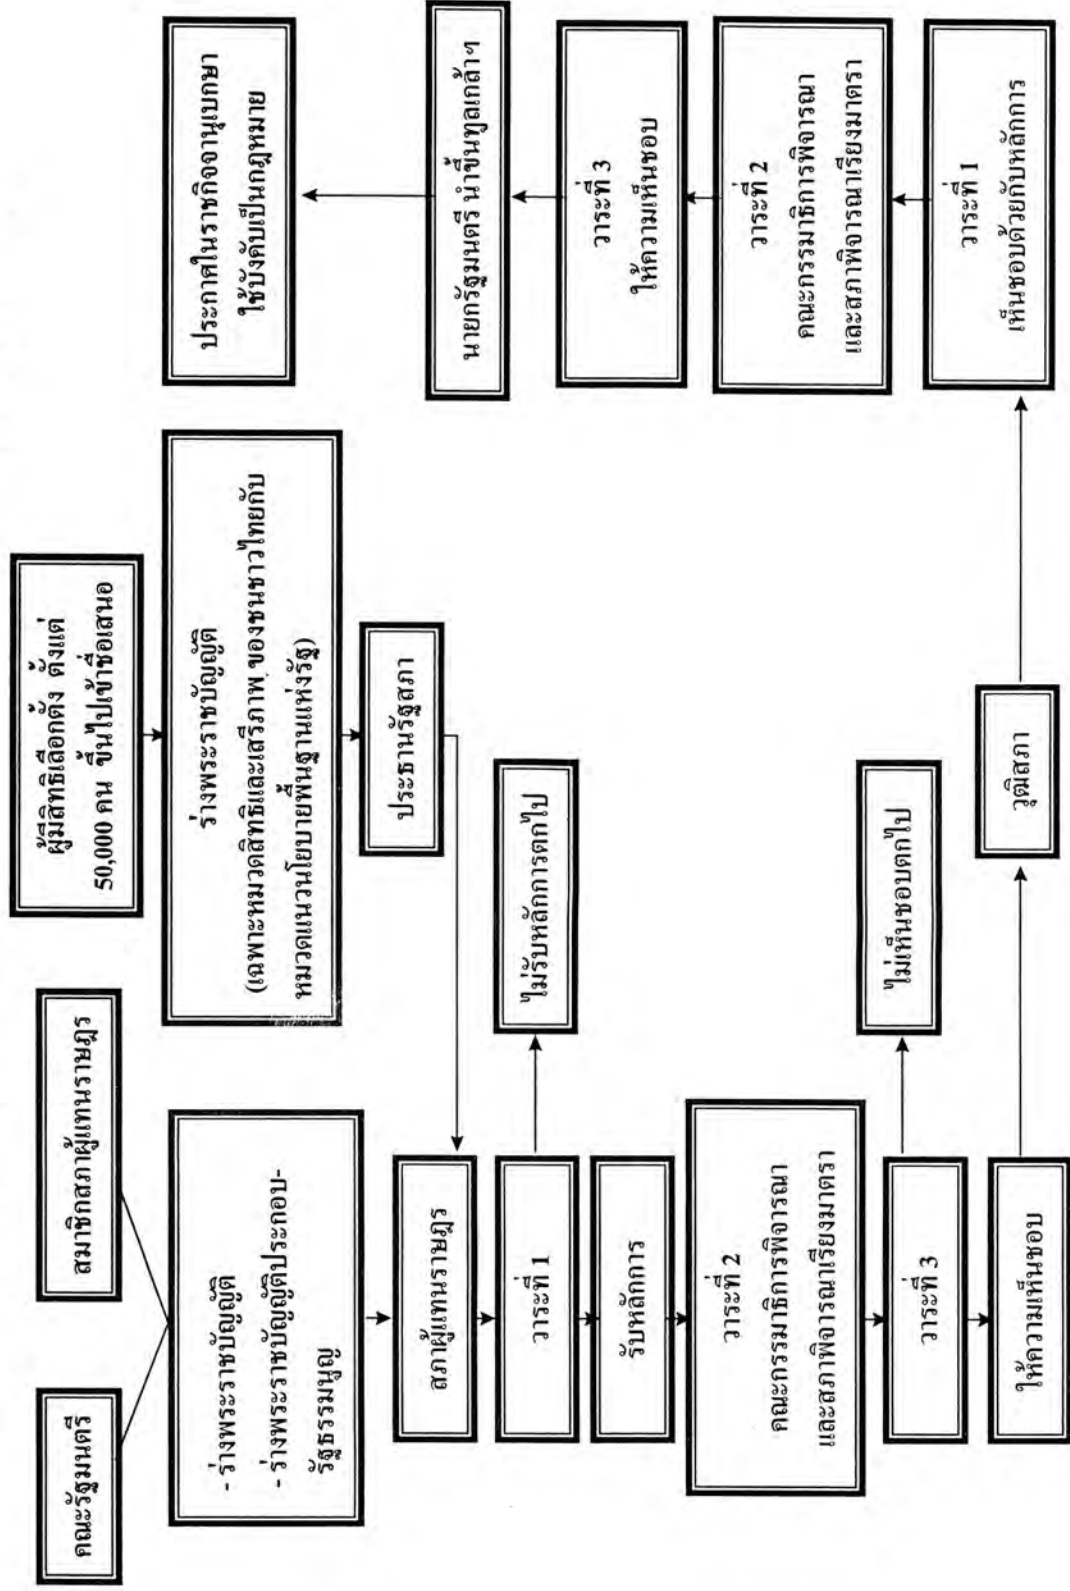 คณะรัฐมนตรี
สมาชิกสภาผู้แทนราษฎร
- ร่างพระราชบัญญัติ
- ร่างพระราชบัญญัติประกอบ-
รัฐธรรมนูญ
ผู้มีสิทธิเลือกตั้ง ตั้งแต่
50,000 คน ขึ้นไปเข้าชื่อเสนอ
ร่างพระราชบัญญัติ
(เฉพาะหมวดสิทธิและเสรีภาพ ของชนชาวไทยกับ
หมวดแนวนโยบายพื้นฐานแห่งรัฐ)
ประธานรัฐสภา
สภาผู้แทนราษฎร
วาระที่ 1
ไม่รับหลักการตกไป
รับหลักการ
วาระที่ 2
คณะกรรมาธิการพิจารณา
และสภาพิจารณาเรียงมาตรา
วาระที่ 3
ไม่เห็นชอบตกไป
ให้ความเห็นชอบ
วุฒิสภา
วาระที่ 1
เห็นชอบด้วยกับหลักการ
วาระที่ 2
คณะกรรมาธิการพิจารณา
และสภาพิจารณาเรียงมาตรา
วาระที่ 3
ให้ความเห็นชอบ
นายกรัฐมนตรี นำขึ้นทูลเกล้าฯ
ประกาศในราชกิจจานุเบกษา
ใช้บังคับเป็นกฎหมาย